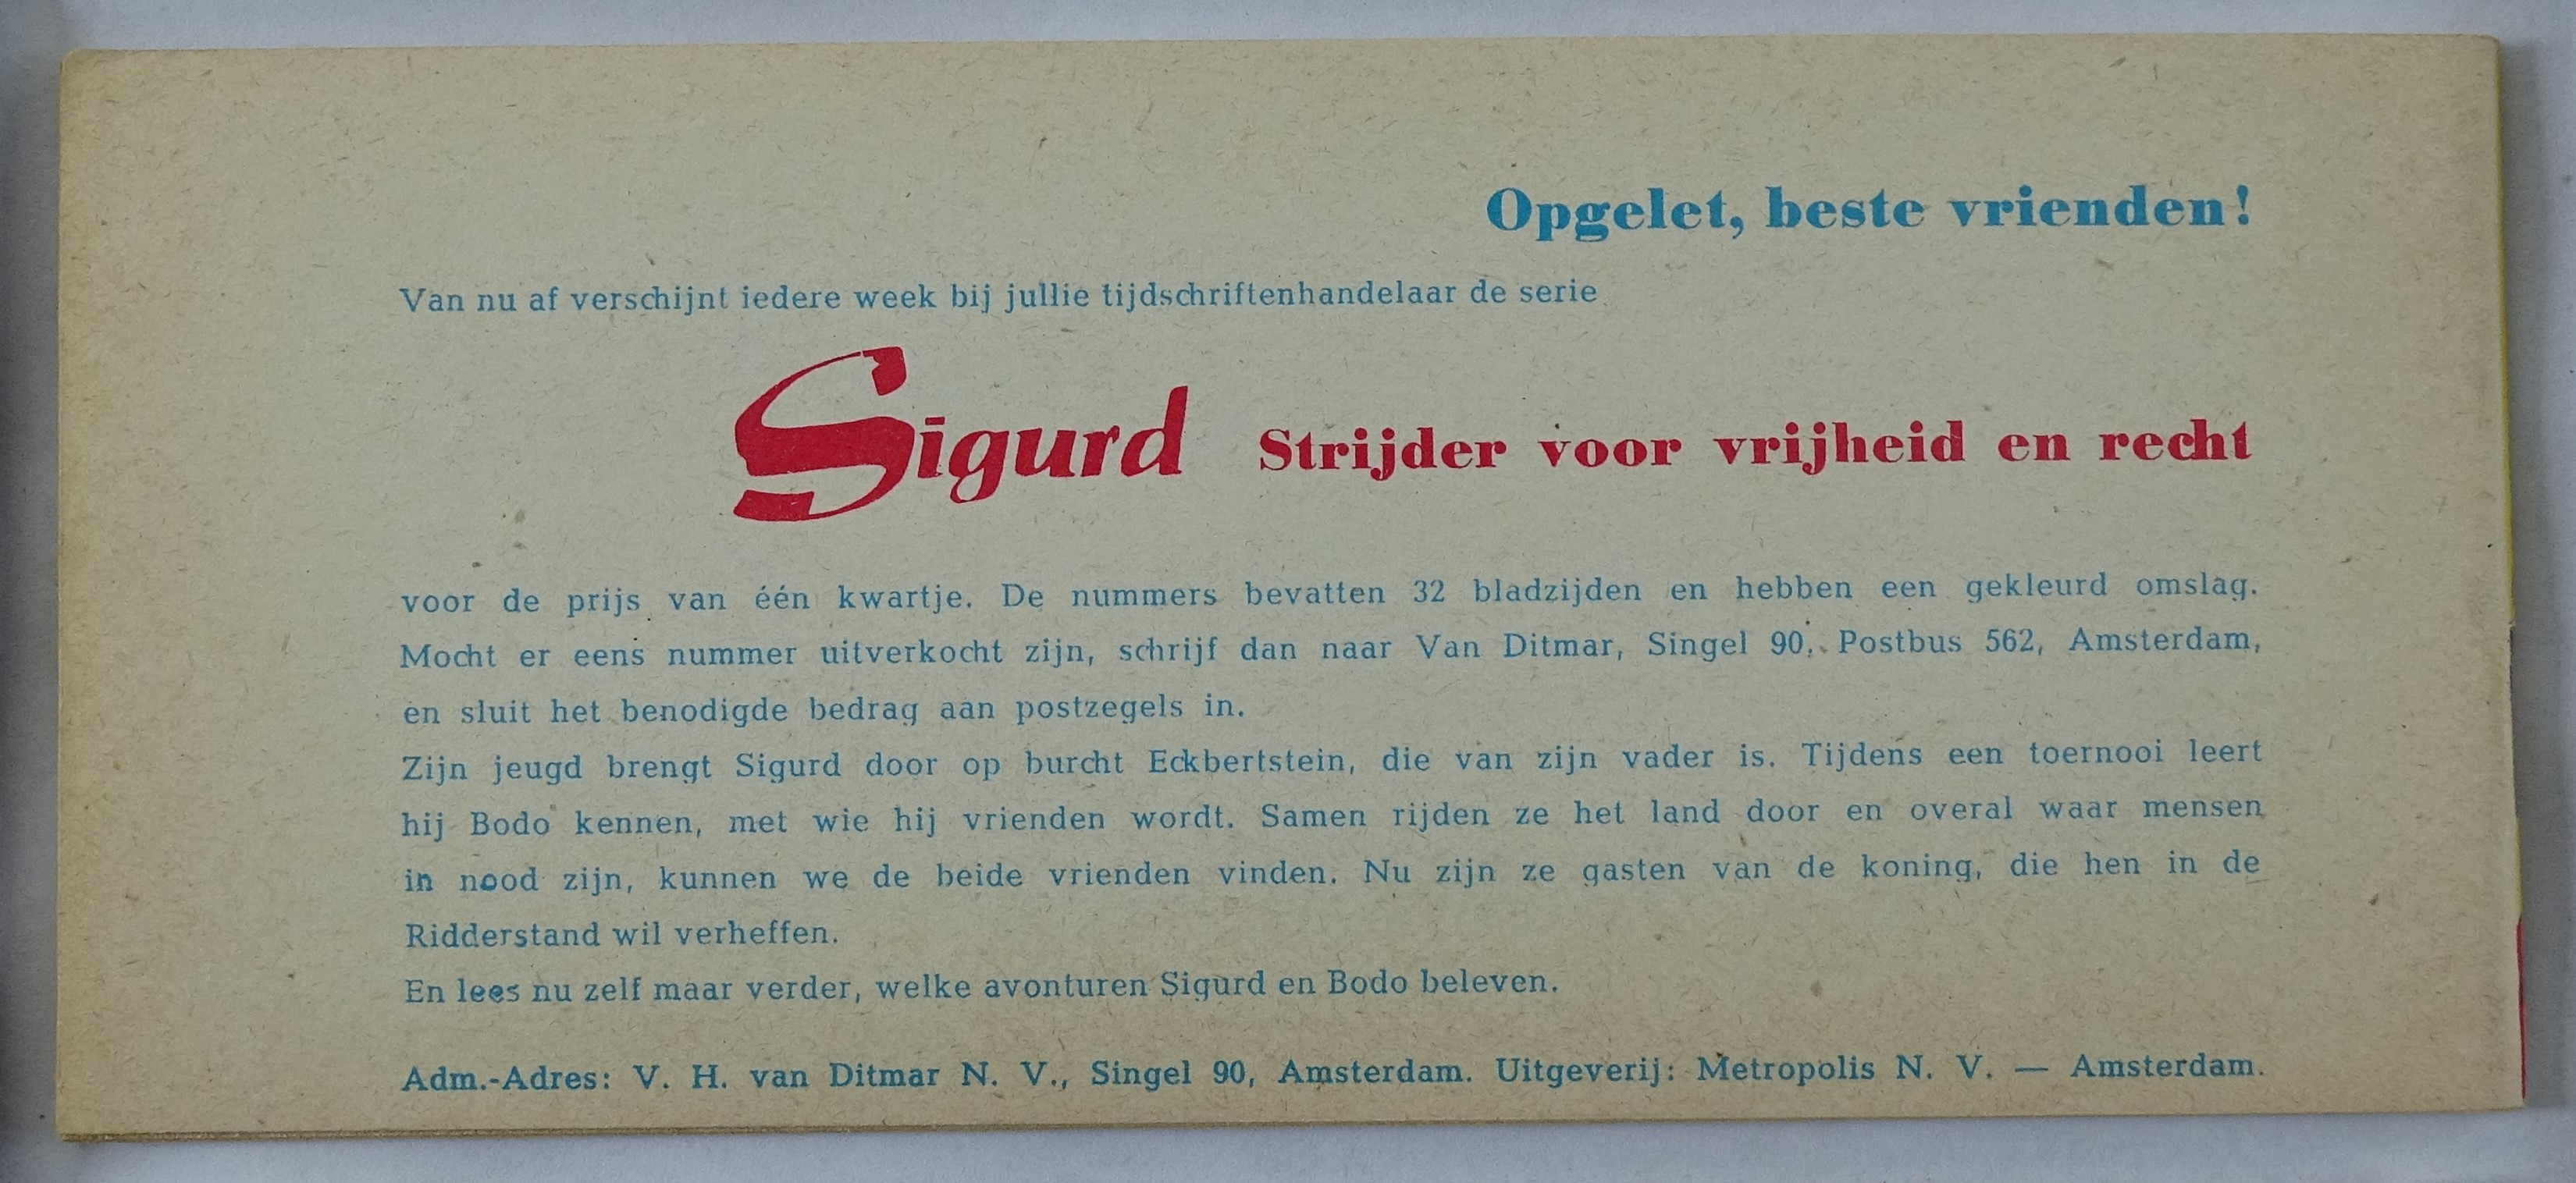 Opgelet, beste vrienden!
Van nu af verschijnt iedere week bij jullie tijdschriftenhandelaar de serie
Sigurd Strijder voor vrijheid en recht
voor de prijs van één kwartje. De nummers bevatten 32 bladzijden en hebben een gekleurd omslag.
Mocht er eens nummer uitverkocht zijn, schrijf dan naar Van Ditmar, Singel 90, Postbus 562, Amsterdam,
en sluit het benodigde bedrag aan postzegels in.
Zijn jeugd brengt Sigurd door op burcht Eckbertstein, die van zijn vader is. Tijdens een toernooi leert
hij Bodo kennen, met wie hij vrienden wordt. Samen rijden ze het land door en overal waar mensen
in nood zijn, kunnen we de beide vrienden vinden. Nu zijn ze gasten van de koning, die hen in de
Ridderstand wil verheffen.
En lees nu zelf maar verder, welke avonturen Sigurd en Bodo beleven.
Adm.-Adres: V. H. van Ditmar N. V., Singel 90, Amsterdam. Uitgeverij: Metropolis N. V. — Amsterdam.